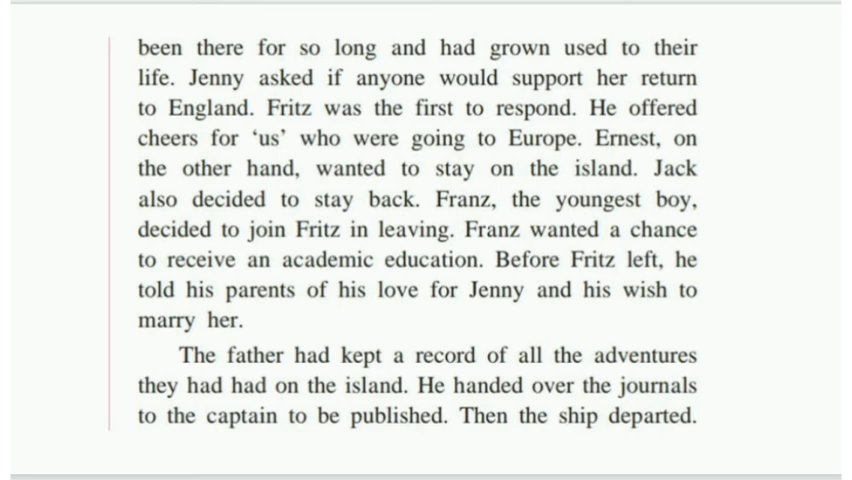 been there for so long and had grown used to their
life. Jenny asked if anyone would support her return
to England. Fritz was the first to respond. He offered
cheers for ‘us’ who were going to Europe. Ernest, on
the other hand, wanted to stay on the island. Jack
also decided to stay back. Franz, the youngest boy,
decided to join Fritz in leaving. Franz wanted a chance
to receive an academic education. Before Fritz left, he
told his parents of his love for Jenny and his wish to
marry her.
The father had kept a record of all the adventures
they had had on the island. He handed over the journals
to the captain to be published. Then the ship departed.